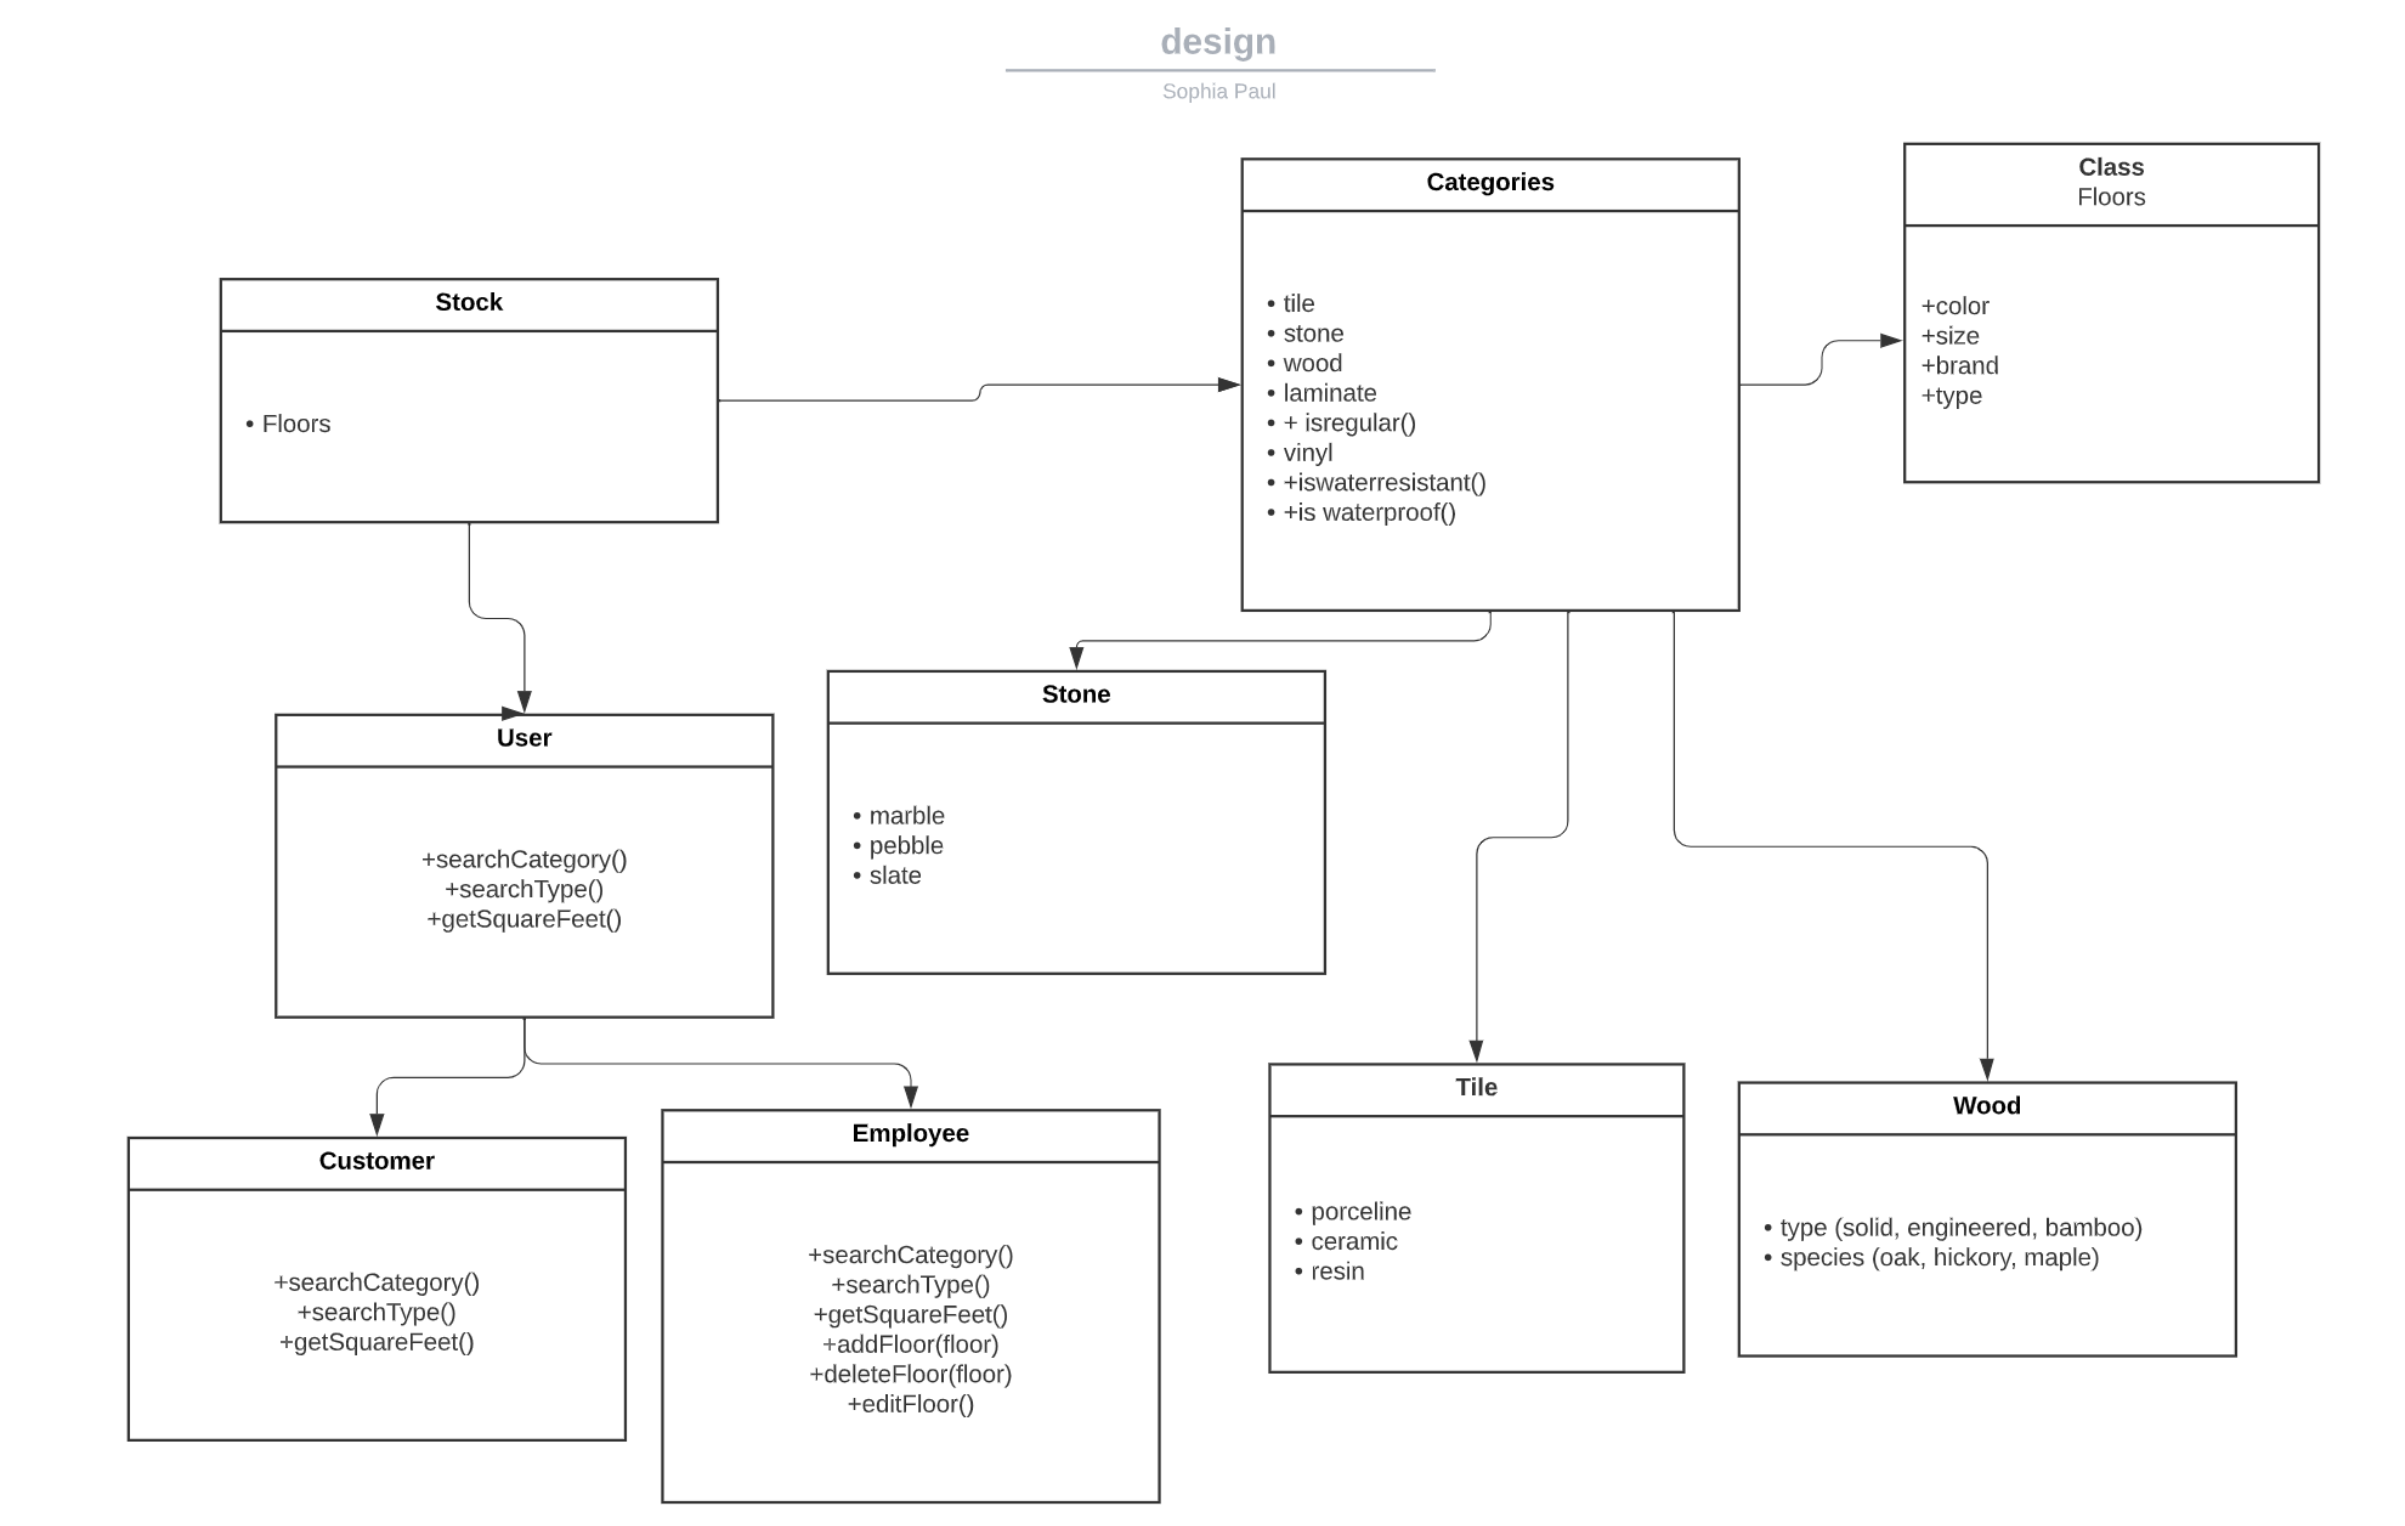 design
Sophia Paul
Categories
• tile
• stone
• wood
• laminate
• + isregular()
• vinyl
• +iswaterresistant()
• +is waterproof()
Class
Floors
+color
+size
+brand
+type
Stock
• Floors
User
+searchCategory()
+searchType()
+getSquareFeet()
Stone
• marble
• pebble
• slate
Customer
+searchCategory()
+searchType()
+getSquareFeet()
Employee
+searchCategory()
+searchType()
+getSquareFeet()
+addFloor(floor)
+deleteFloor(floor)
+editFloor()
Tile
• porceline
• ceramic
• resin
Wood
• type (solid, engineered, bamboo)
• species (oak, hickory, maple)